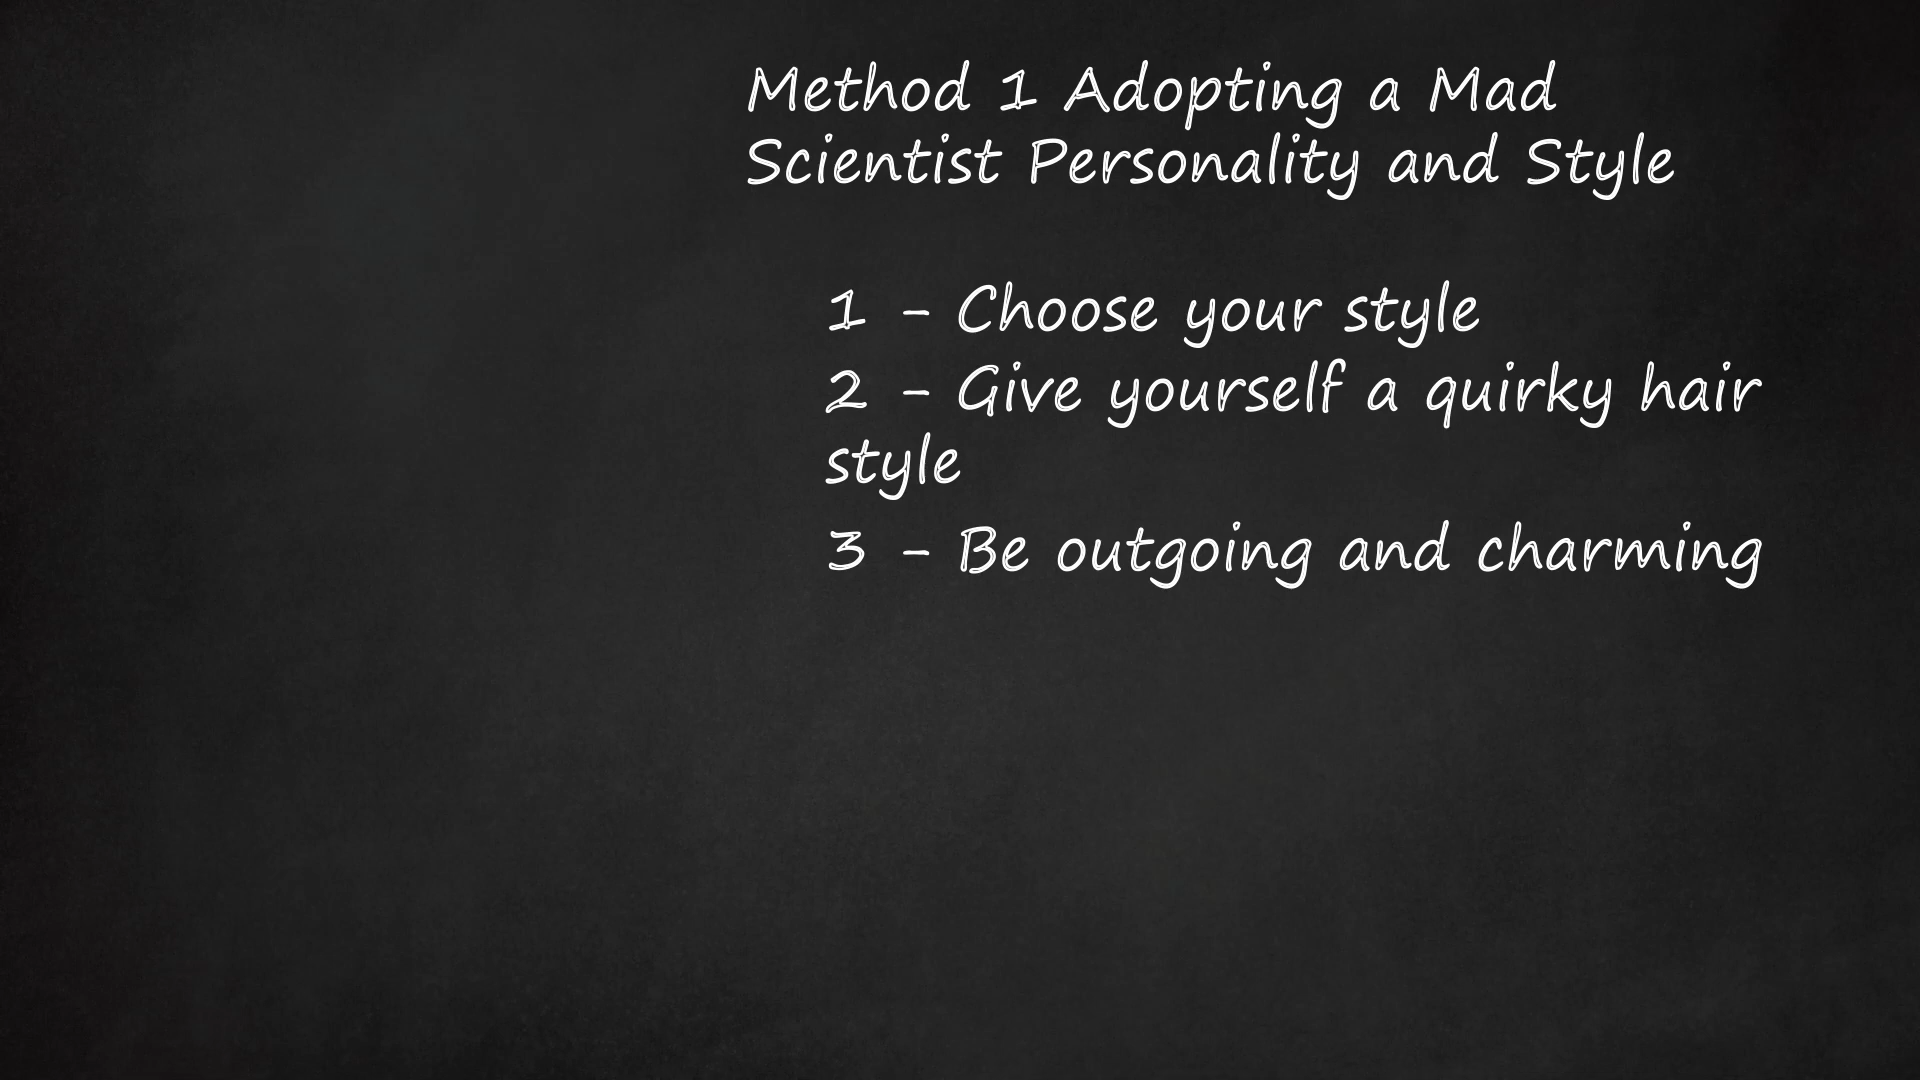 Method 1 Adopting a Mad
Scientist Personality and Style
1 - Choose your style
2 - Give yourself a quirky hair
style
3 - Be outgoing and charming